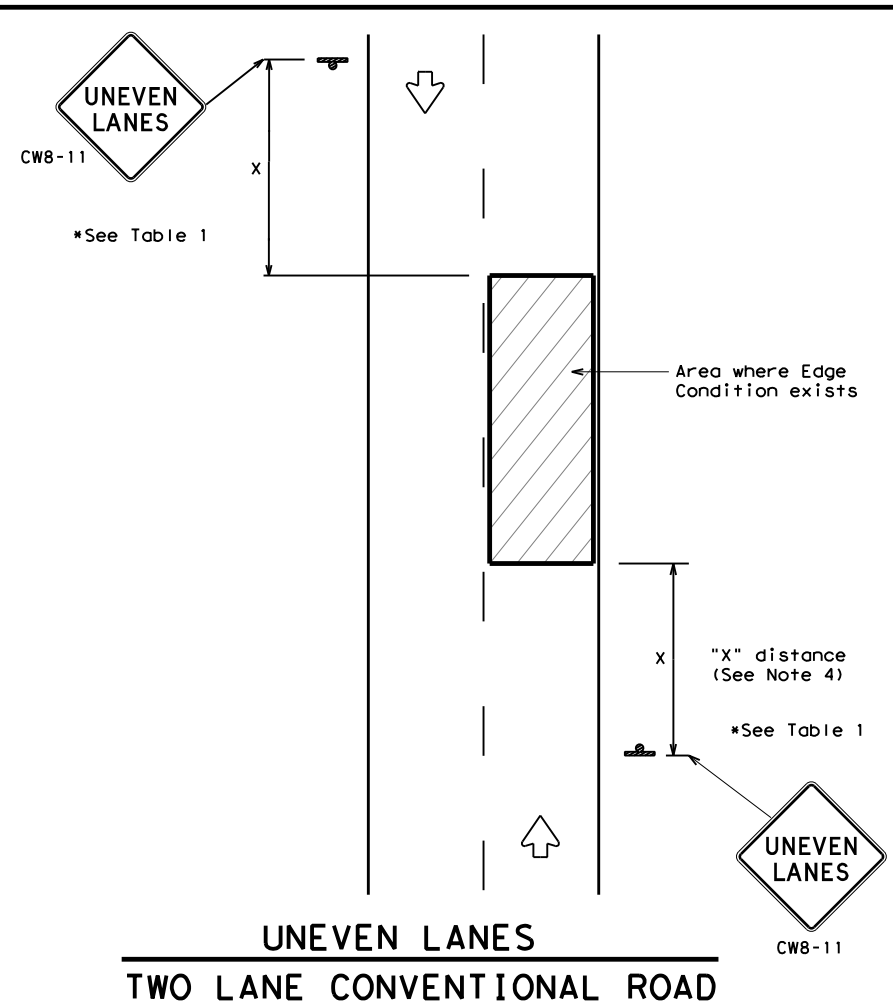 UNEVEN
LANES
CW8-11
X
*See Table 1
Area where Edge
Condition exists
X
"X" distance
(See Note 4)
*See Table 1
UNEVEN
LANES
CW8-11
UNEVEN LANES
TWO LANE CONVENTIONAL ROAD